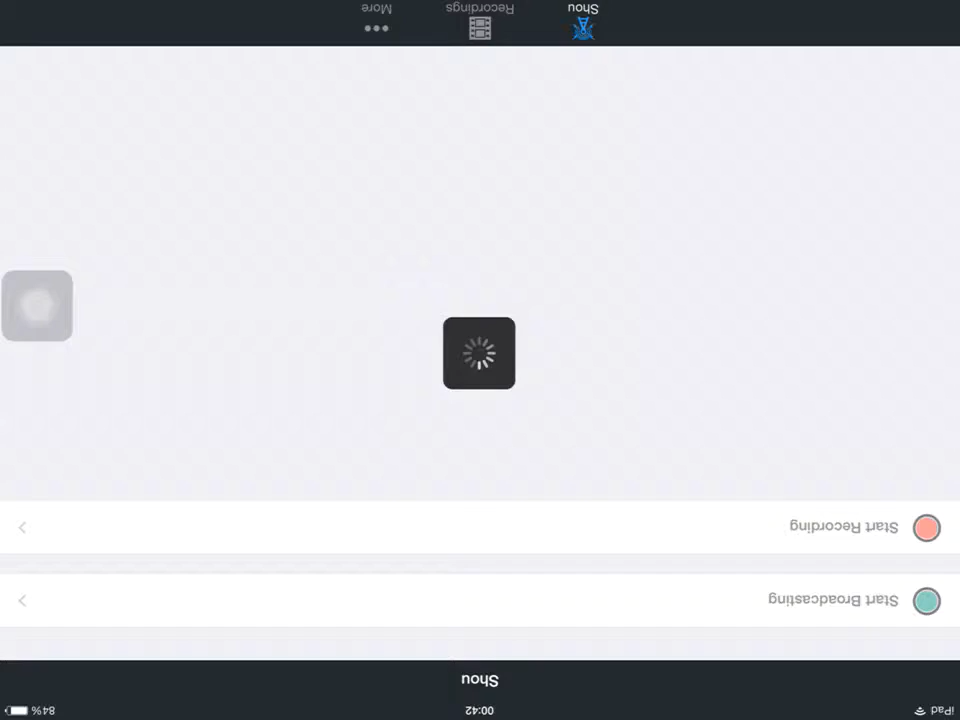 iPad 00:42 84%
Shou
Start Broadcasting
Start Recording
Shou Recordings More